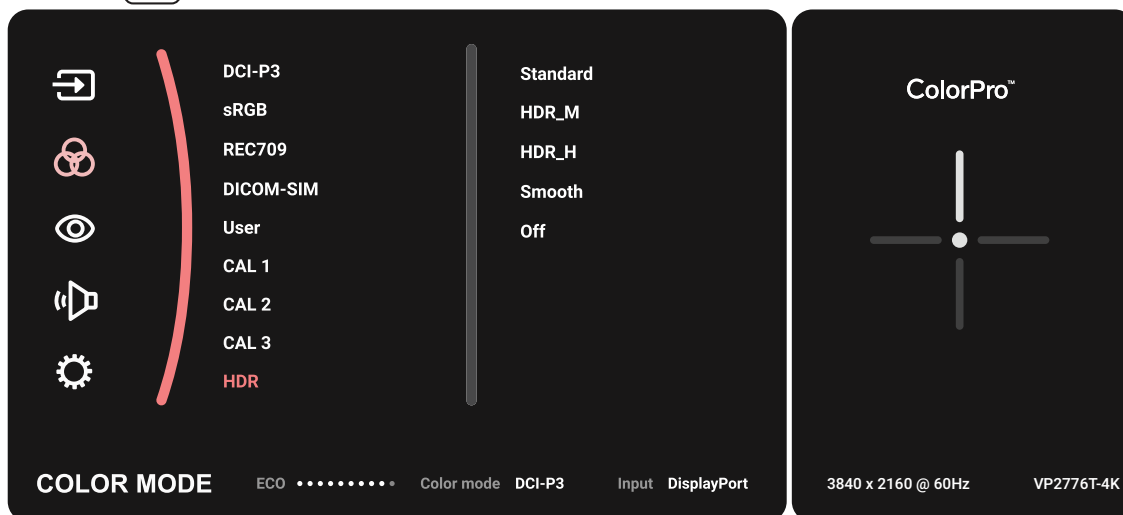 DCI-P3
sRGB
REC709
DICOM-SIM
User
CAL 1
CAL 2
CAL 3
HDR
Standard
HDR_M
HDR_H
Smooth
Off
COLOR MODE
ECO
Color mode DCI-P3
Input DisplayPort
ColorPro™
3840 x 2160 @ 60Hz
VP2776T-4K